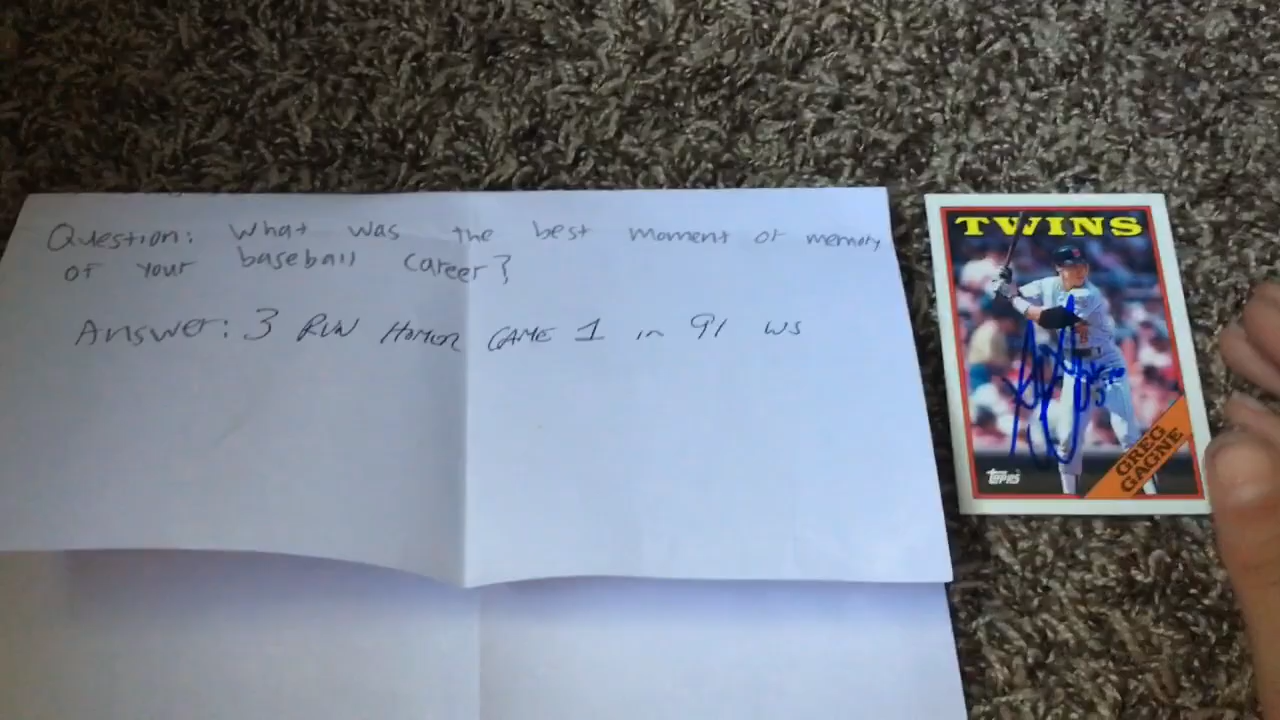 Question: What was the best moment or memory
of your baseball career?
Answer: 3 RUN HOMER GAME 1 in 91 WS
TWINS
GREG
GAGNE
Topps